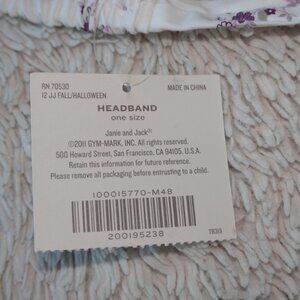 RN 70530
12 JJ FALL/HALLOWEEN
MADE IN CHINA
HEADBAND
one size
Janie and Jack®
©2011 GYM-MARK, INC. All rights reserved.
500 Howard Street, San Francisco, CA 94105, U.S.A.
Retain this information for future reference.
Please remove all packaging before entrusting to a child.
100015770-M48
200195238